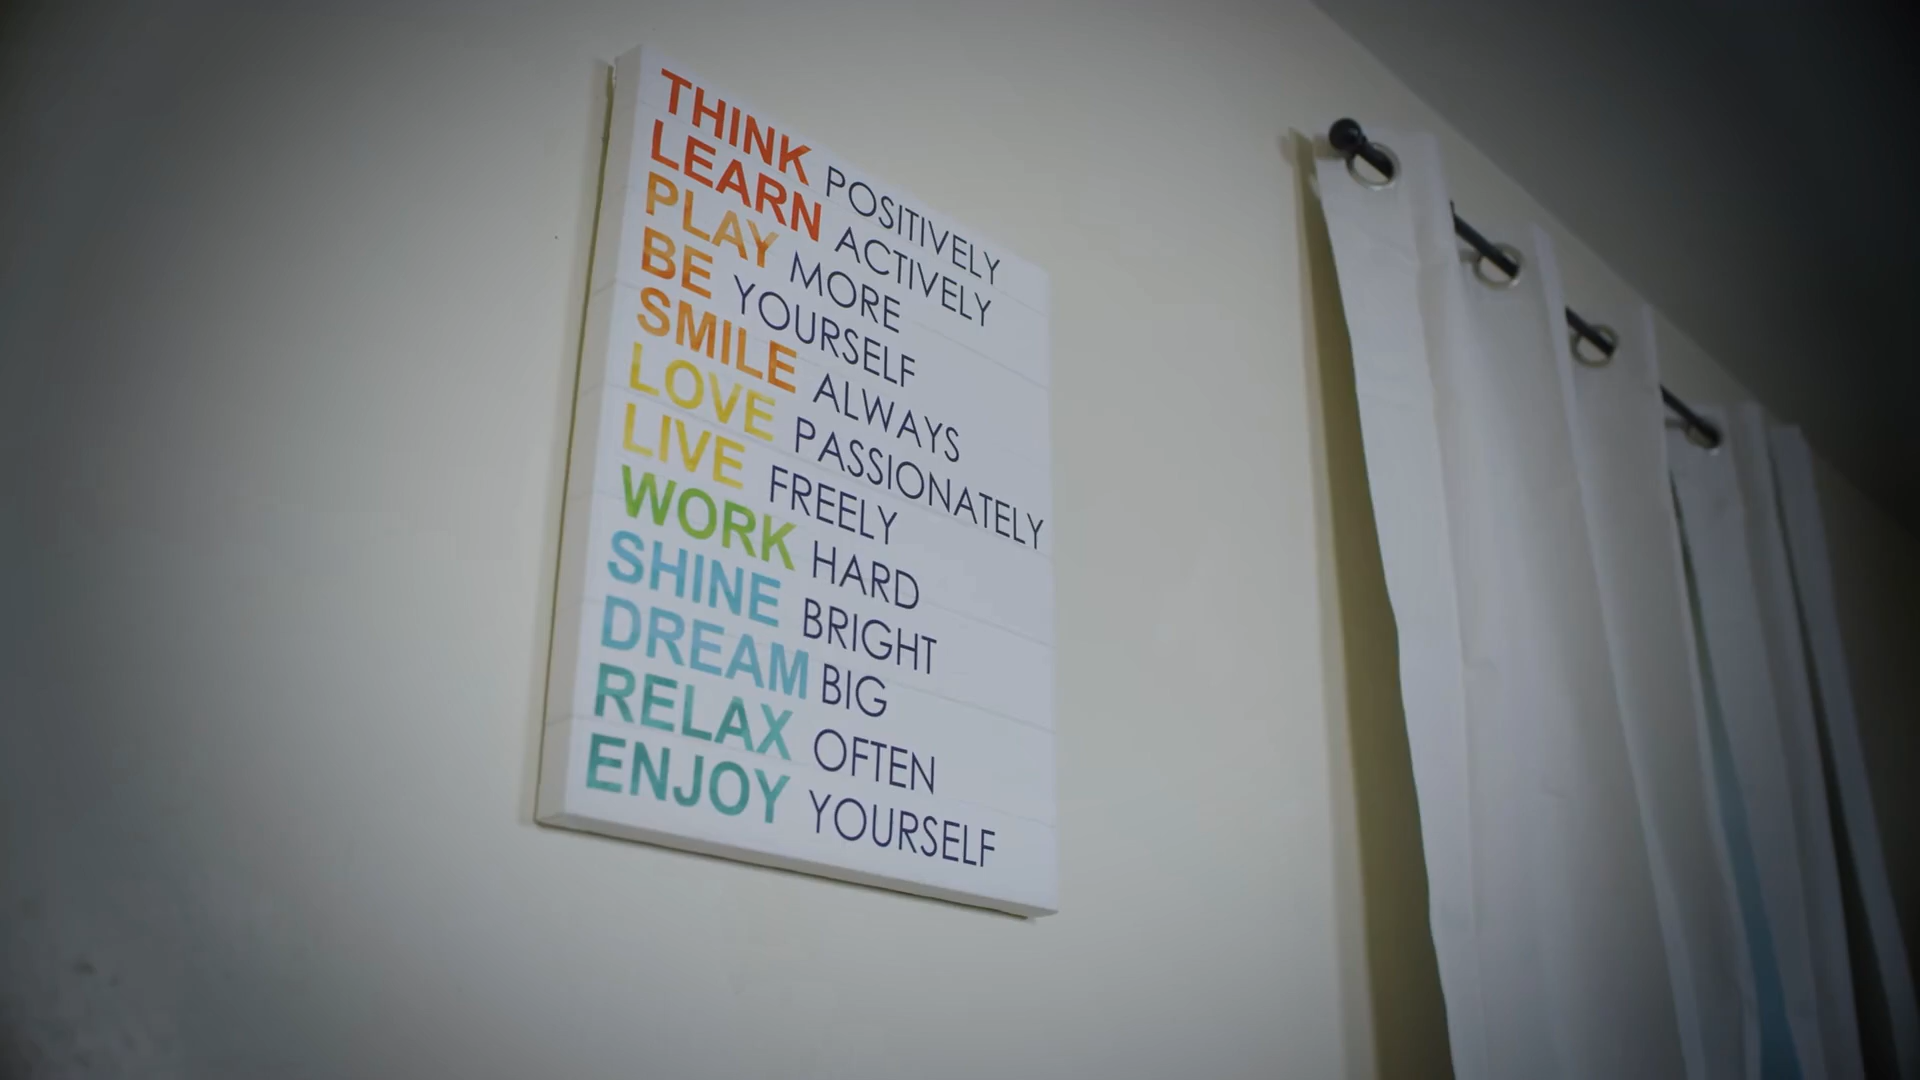 THINK POSITIVELY
LEARN ACTIVELY
PLAY MORE
BE YOURSELF
SMILE ALWAYS
LOVE PASSIONATELY
LIVE FREELY
WORK HARD
SHINE BRIGHT
DREAM BIG
RELAX OFTEN
ENJOY YOURSELF